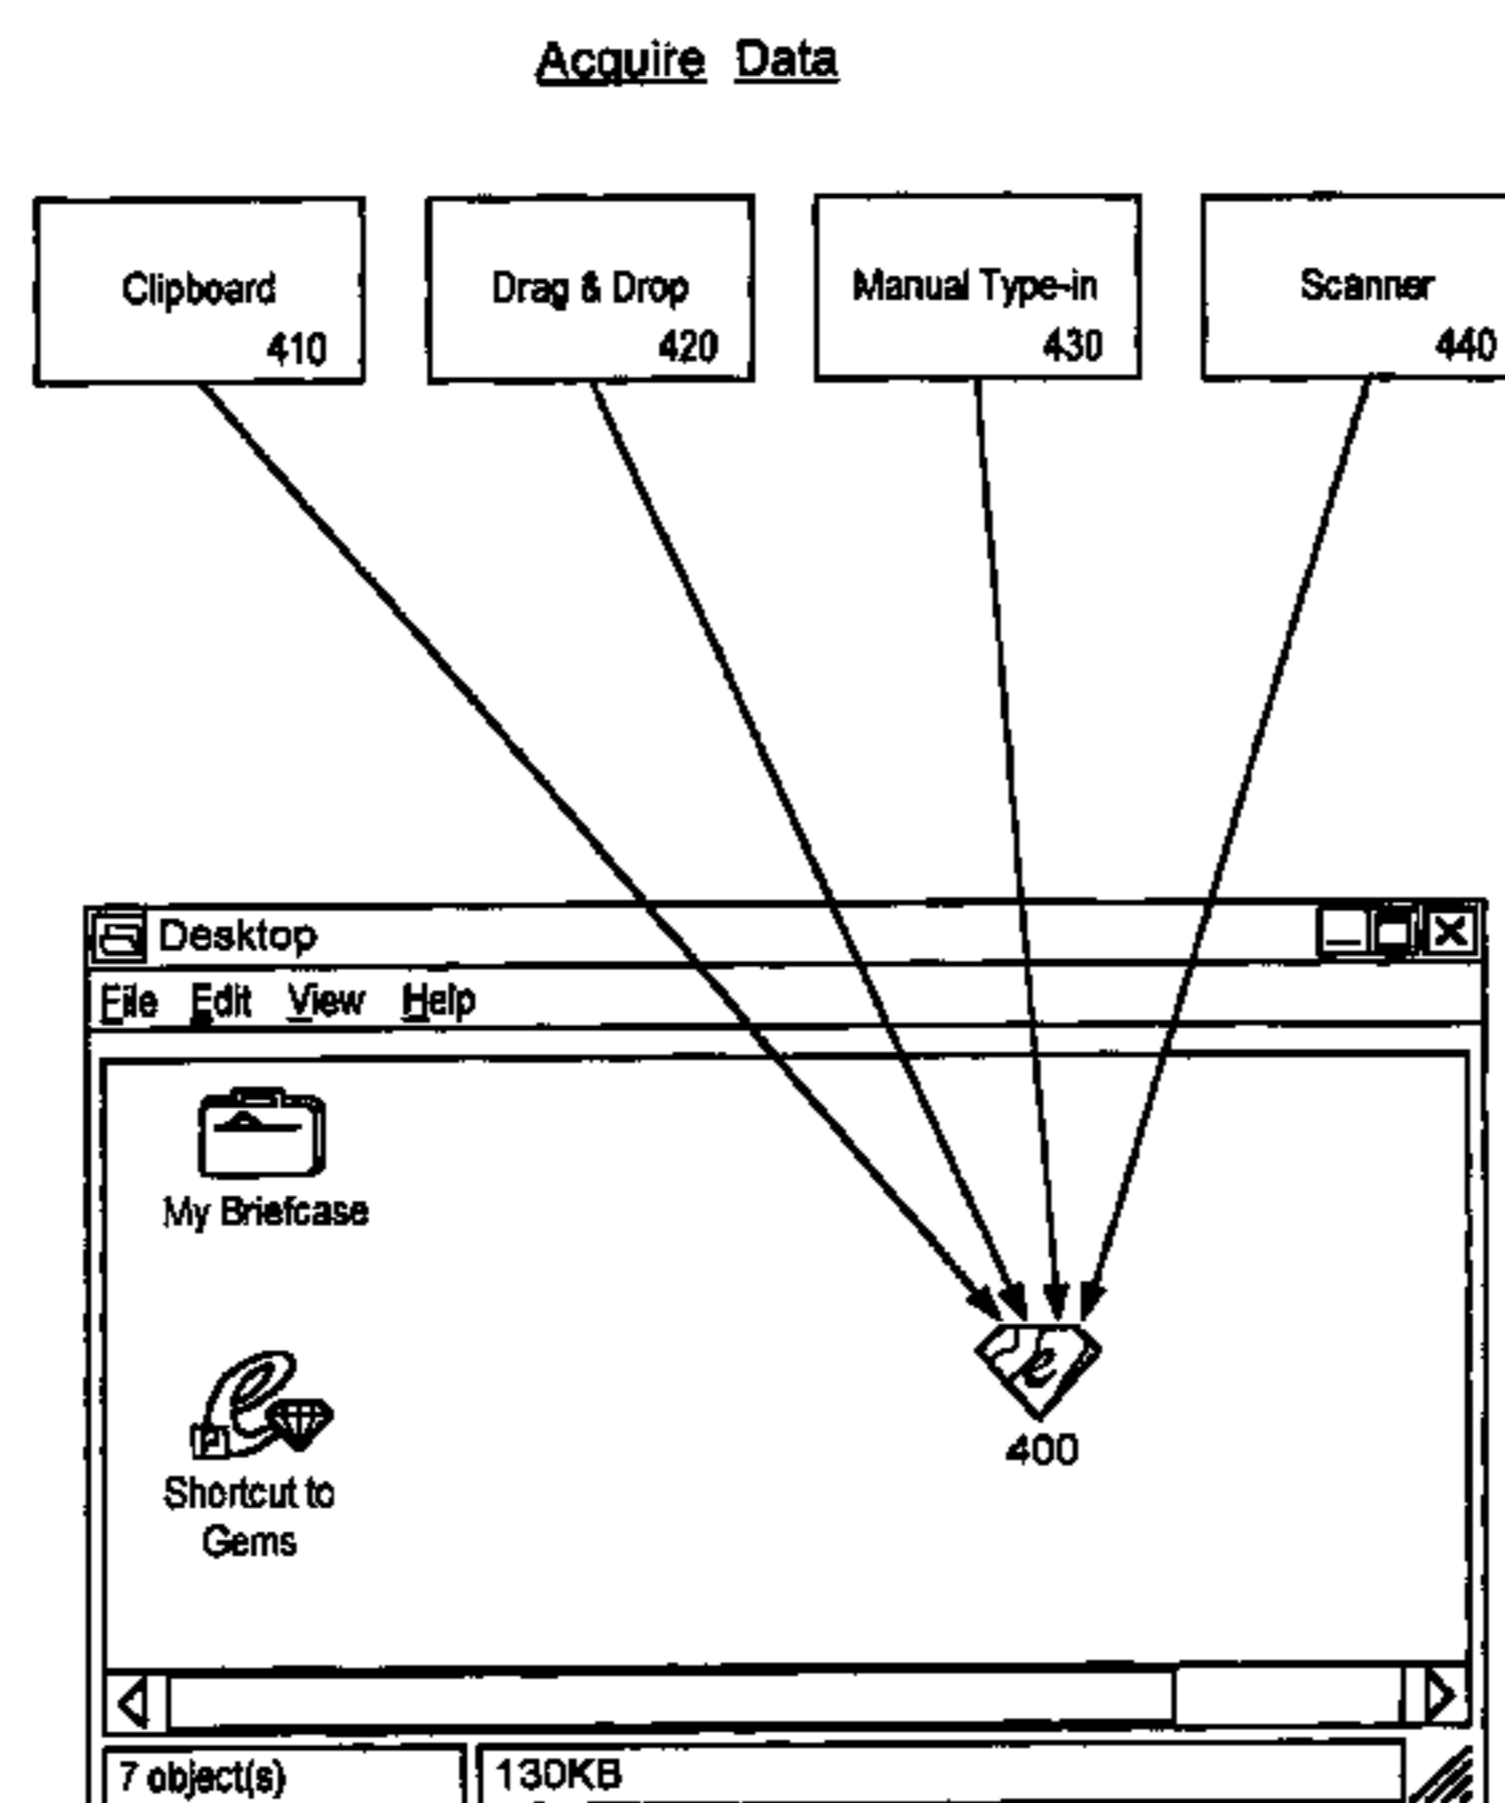 Acquire Data
Clipboard
410
Drag & Drop
420
Manual Type-in
430
Scanner
440
Desktop
File Edit View Help
My Briefcase
e
400
e
Shortcut to
Gems
7 object(s)
130KB